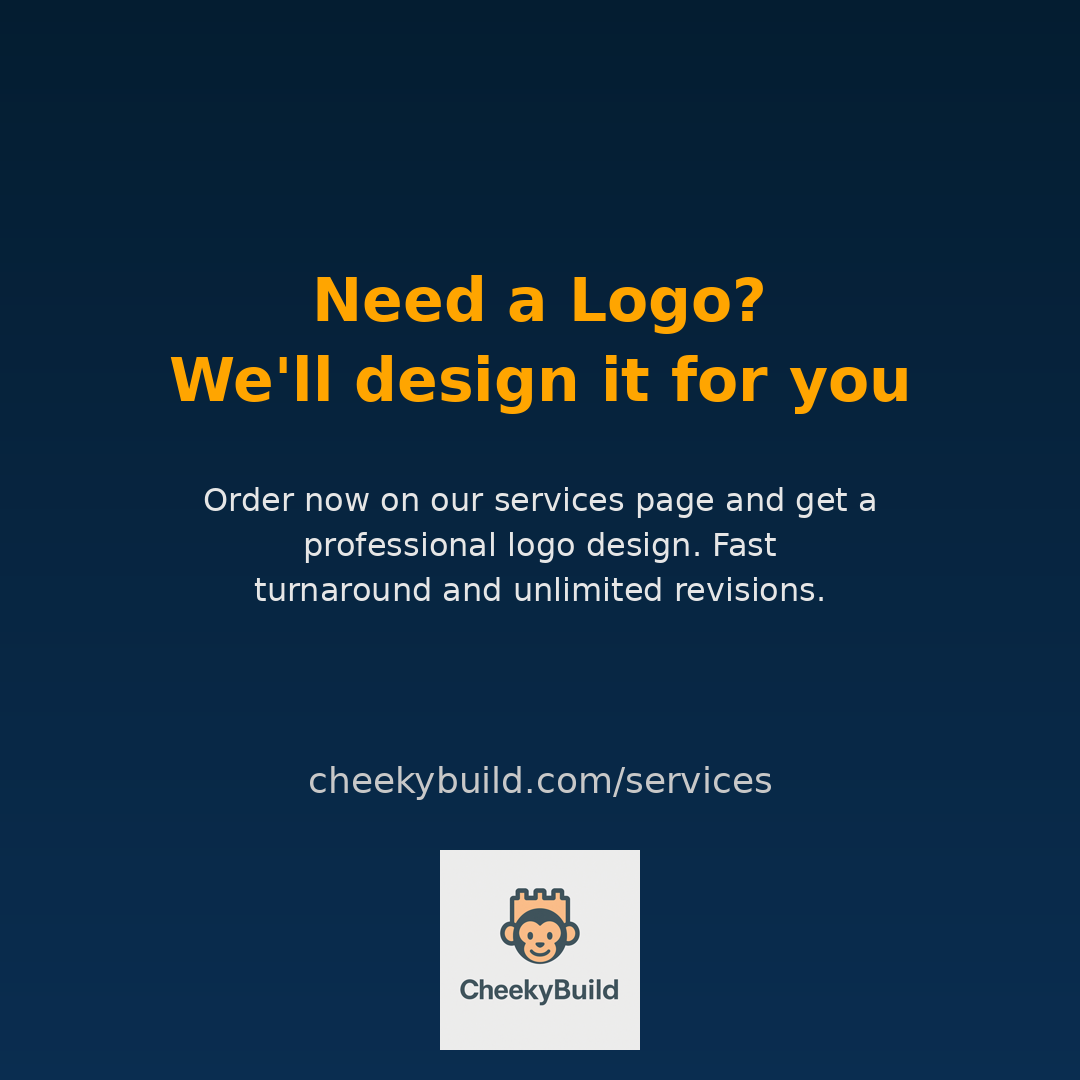 Need a Logo?
We'll design it for you
Order now on our services page and get a
professional logo design. Fast
turnaround and unlimited revisions.
cheekybuild.com/services
CheekyBuild